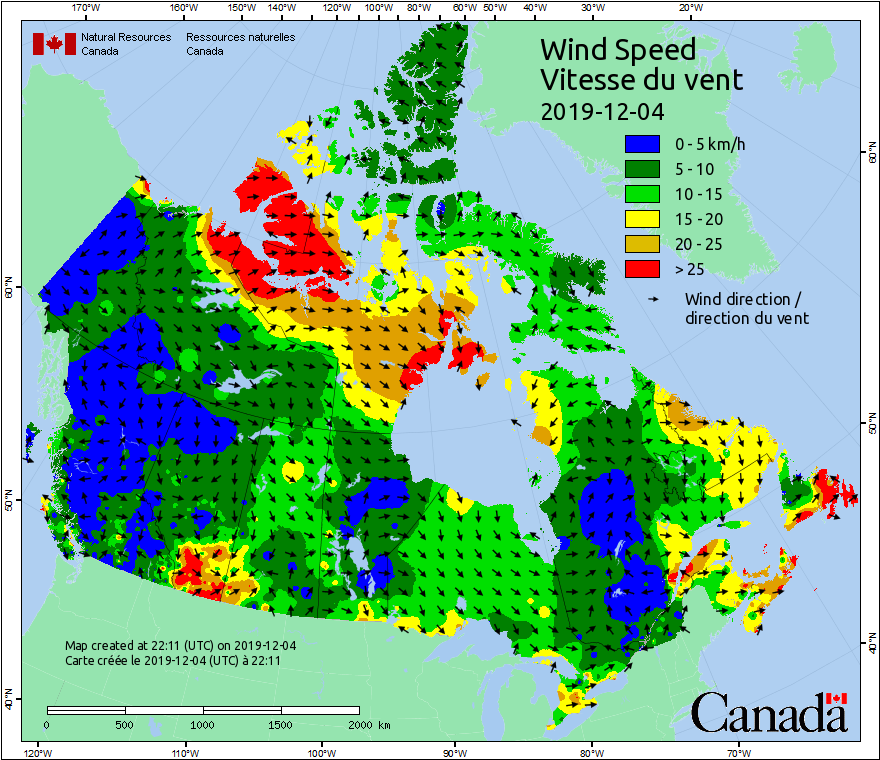 170°W 160°W 150°W 140°W 130°W 120°W 110°W 100°W 90°W 80°W 70°W 60°W 50°W 40°W 30°W 20°W
Natural Resources Canada
Ressources naturelles Canada
Wind Speed
Vitesse du vent
2019-12-04
0 - 5 km/h
5 - 10
10 - 15
15 - 20
20 - 25
> 25
Wind direction /
direction du vent
60°N
50°N
40°N
60°N
50°N
40°N
Map created at 22:11 (UTC) on 2019-12-04
Carte créée le 2019-12-04 (UTC) à 22:11
0 500 1000 1500 2000 km
Canada
120°W 110°W 100°W 90°W 80°W 70°W